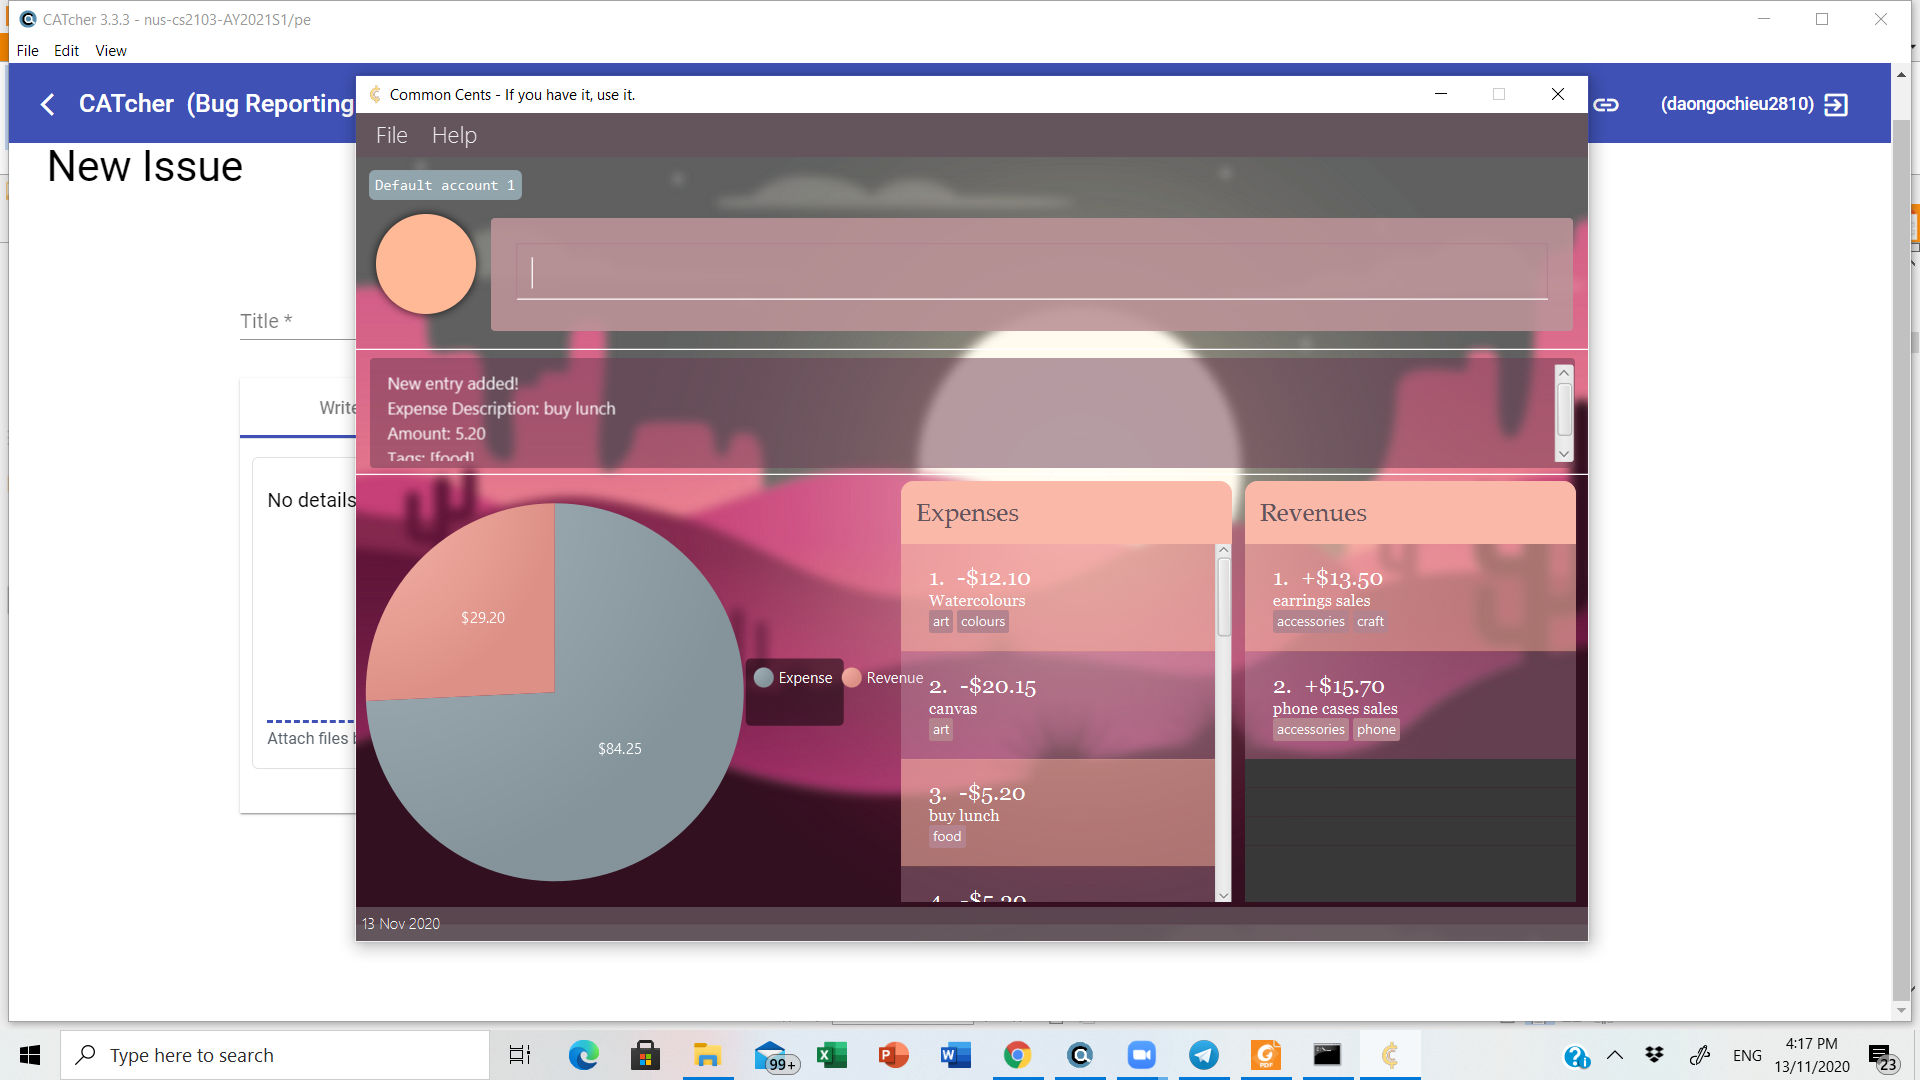 CATcher 3.3.3 - nus-cs2103-AY2021S1/pe
File Edit View
CATcher (Bug Reporting
(daongochieu2810)
New Issue
Title *
Write
No details
Attach files
Common Cents - If you have it, use it.
File Help
Default account 1
New entry added!
Expense Description: buy lunch
Amount: 5.20
Tags: [food]
$29.20
$84.25
Expense Revenue
Expenses
1. -$12.10
Watercolours
art colours
2. -$20.15
canvas
art
3. -$5.20
buy lunch
food
4. -$5.20
Revenues
1. +$13.50
earrings sales
accessories craft
2. +$15.70
phone cases sales
accessories phone
13 Nov 2020
Type here to search
99+
PDF
ENG
4:17 PM
13/11/2020
23